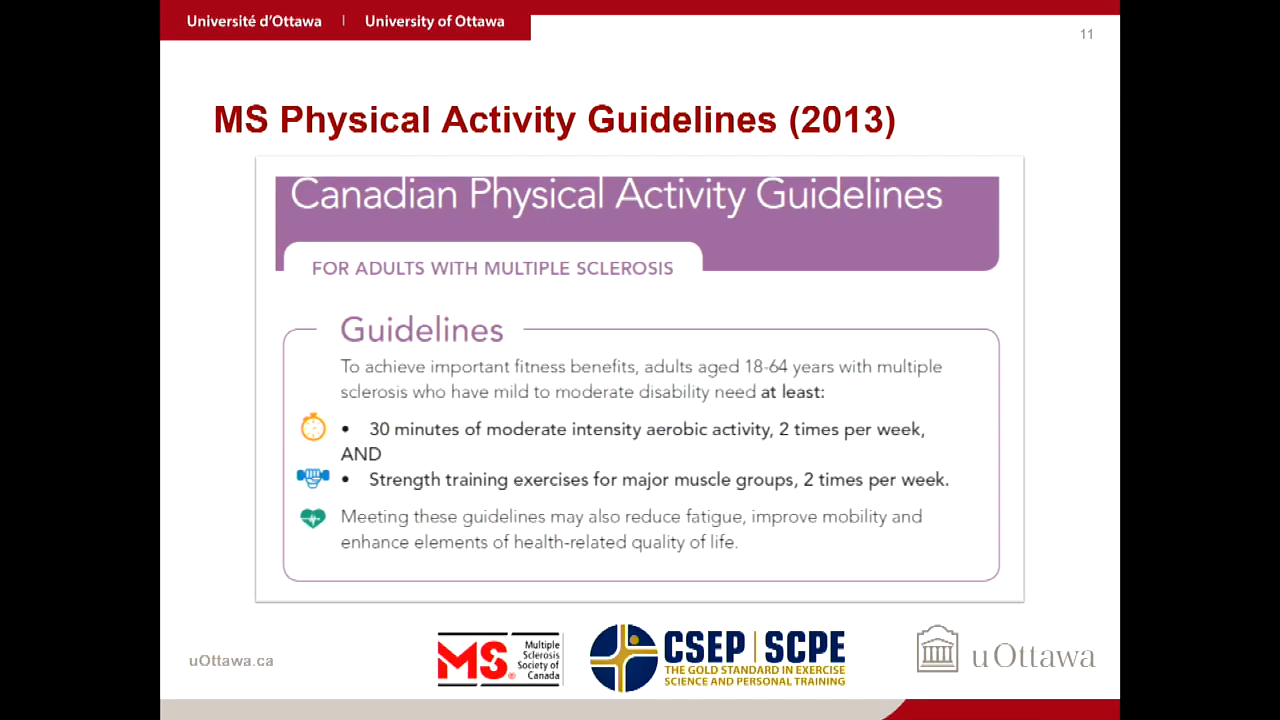 Université d'Ottawa | University of Ottawa
11
MS Physical Activity Guidelines (2013)
Canadian Physical Activity Guidelines
FOR ADULTS WITH MULTIPLE SCLEROSIS
Guidelines
To achieve important fitness benefits, adults aged 18-64 years with multiple
sclerosis who have mild to moderate disability need at least:
• 30 minutes of moderate intensity aerobic activity, 2 times per week,
AND
• Strength training exercises for major muscle groups, 2 times per week.
Meeting these guidelines may also reduce fatigue, improve mobility and
enhance elements of health-related quality of life.
uOttawa.ca
MS®
Multiple
Sclerosis
Society of
Canada
CSEP | SCPE
THE GOLD STANDARD IN EXERCISE
SCIENCE AND PERSONAL TRAINING
uOttawa